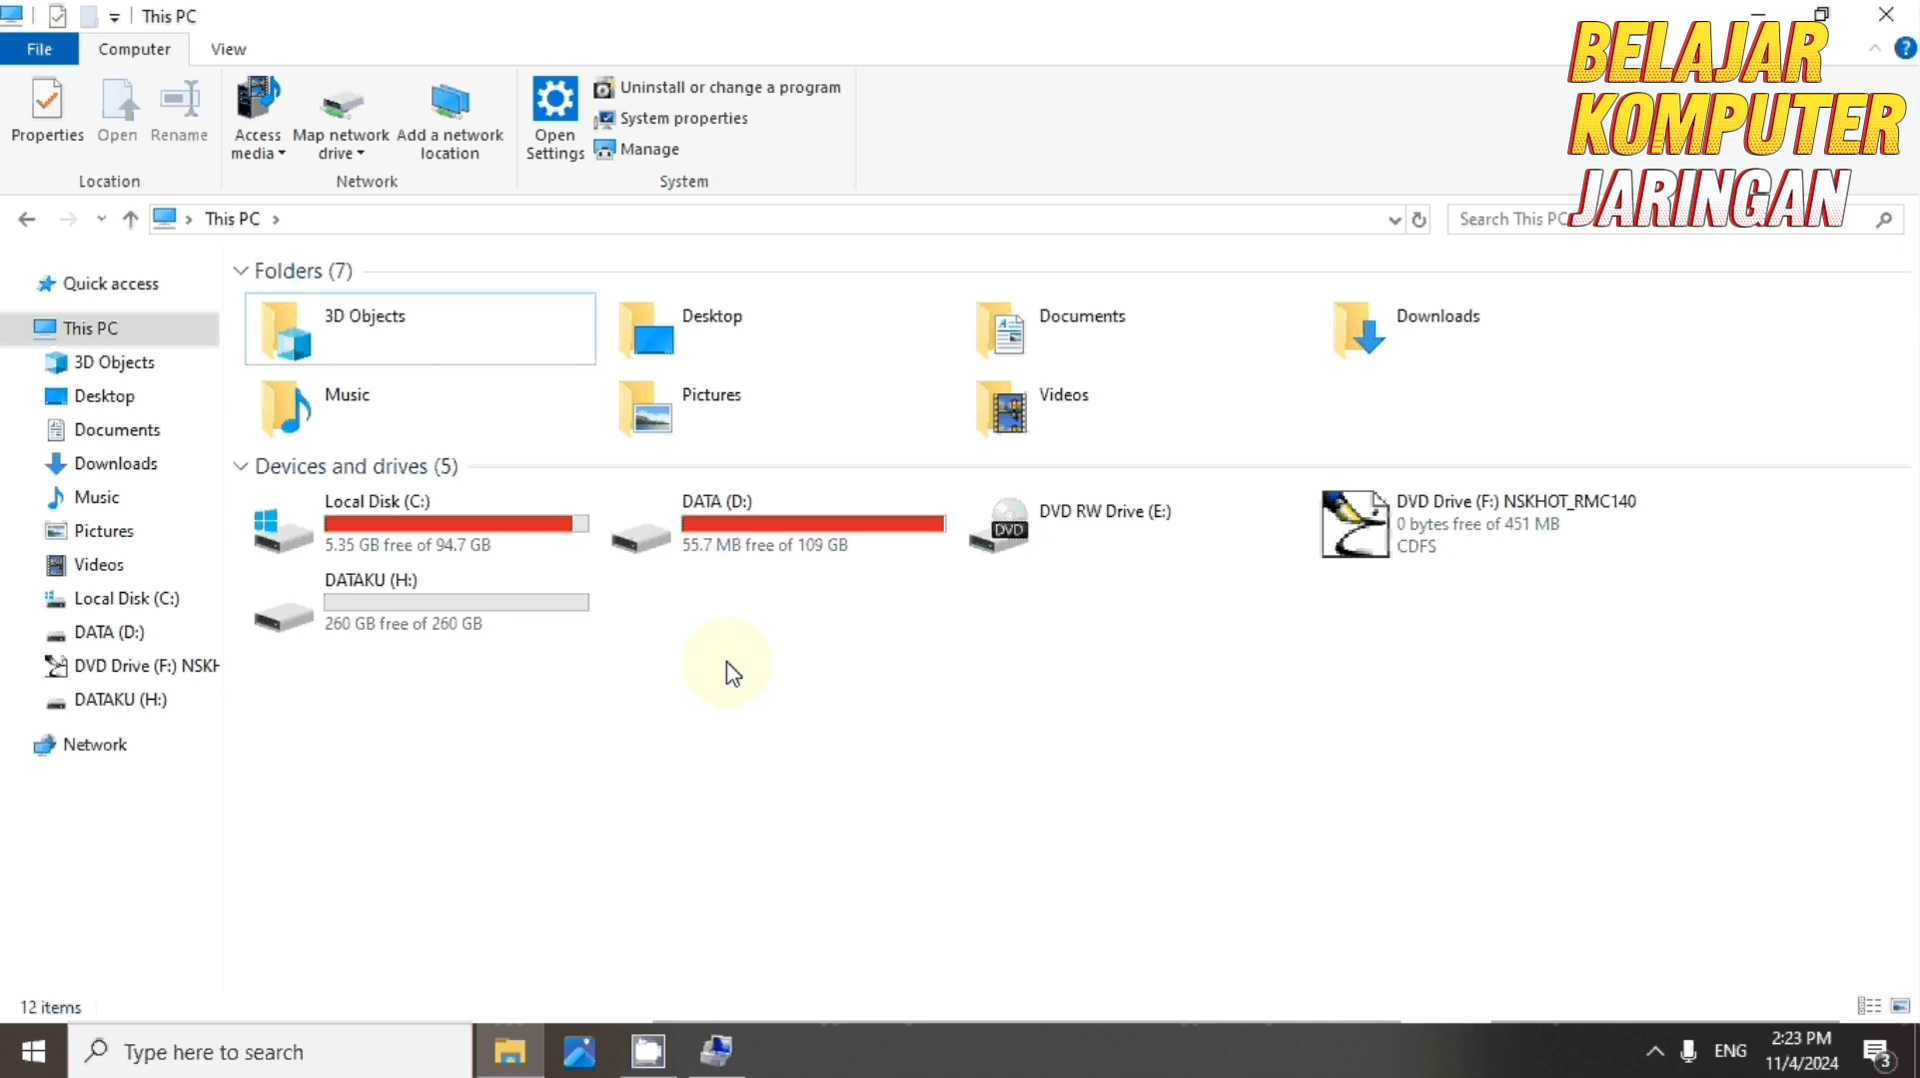 This PC
File
Computer
View
BELAJAR
KOMPUTER
JARINGAN
Properties
Open
Rename
Access
media
Map network
drive
Add a network
location
Open
Settings
Uninstall or change a program
System properties
Manage
Location
Network
System
This PC
Search This PC
Quick access
This PC
3D Objects
Desktop
Documents
Downloads
Music
Pictures
Videos
Local Disk (C:)
DATA (D:)
DVD Drive (F:) NSKH
DATAKU (H:)
Network
Folders (7)
3D Objects
Desktop
Documents
Downloads
Music
Pictures
Videos
Devices and drives (5)
Local Disk (C:)
5.35 GB free of 94.7 GB
DATA (D:)
55.7 MB free of 109 GB
DVD
DVD RW Drive (E:)
DVD Drive (F:) NSKHOT_RMC140
0 bytes free of 451 MB
CDFS
DATAKU (H:)
260 GB free of 260 GB
12 items
Type here to search
ENG
2:23 PM
11/4/2024
3